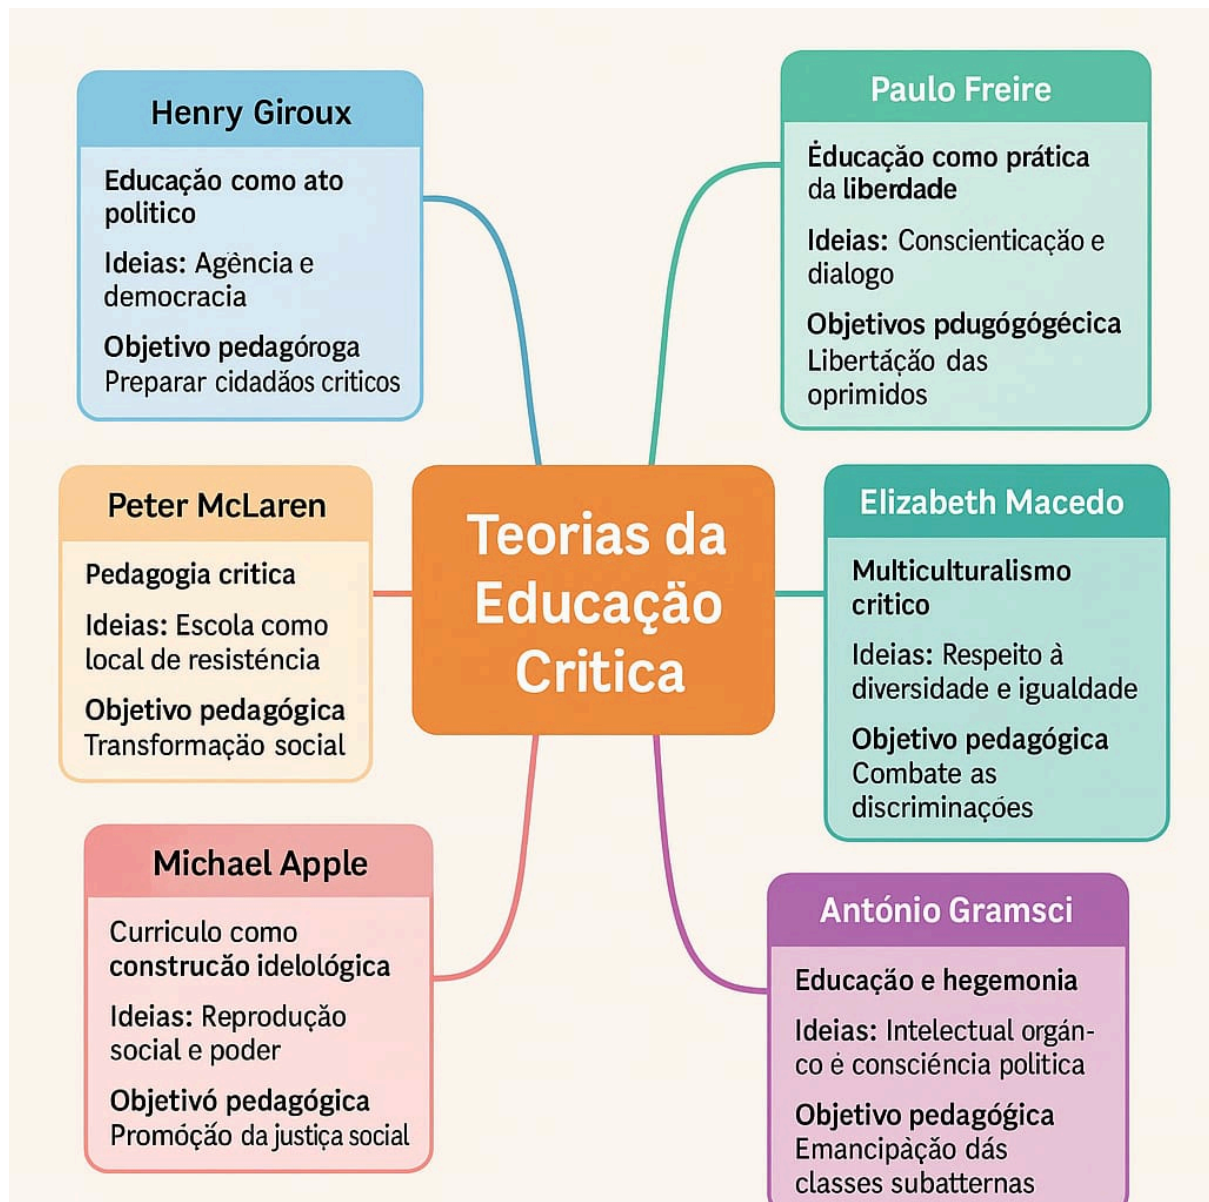 Henry Giroux
Educação como ato
politico
Ideias: Agência e
democracia
Objetivo pedagóroga
Preparar cidadãos criticos
Paulo Freire
Éducação como prática
da liberdade
Ideias: Conscienticação e
dialogo
Objetivos pdugógógécica
Libertáção das
oprimidos
Peter McLaren
Pedagogia critica
Ideias: Escola como
local de resisténcia
Objetivo pedagógica
Transformação social
Teorias da
Educação
Critica
Elizabeth Macedo
Multiculturalismo
critico
Ideias: Respeito à
diversidade e igualdade
Objetivo pedagógica
Combate as
discriminações
Michael Apple
Curriculo como
construcão idelológica
Ideias: Reprodução
social e poder
Objetivó pedagógica
Promóção da justiça social
António Gramsci
Educação e hegemonia
Ideias: Intelectual orgán-
co é consciéncia politica
Objetivo pedagógica
Emancipàção dás
classes subatternas